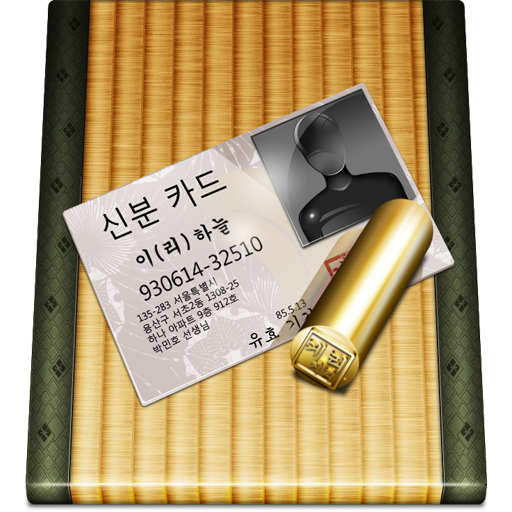 신분 카드
이(리) 하늘
930614-32510
135-283 서울특별시
용산구 서초2동 1308-25
하나 아파트 9층 912호
박민호 선생님
85.5.13
유효